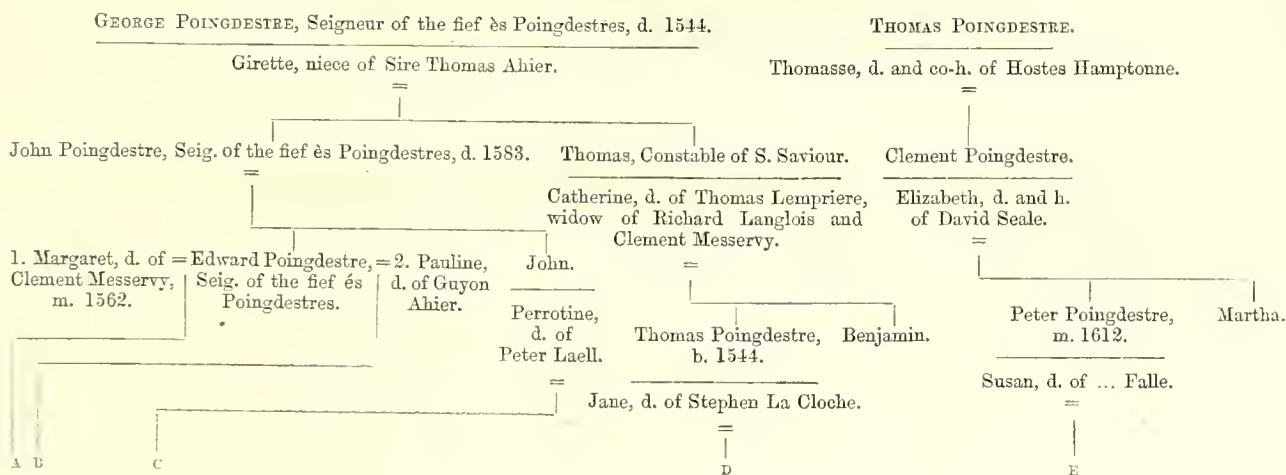 GEORGE POINGDESTRE, Seigneur of the fief ès Poingdestres, d. 1544.
Girette, niece of Sire Thomas Ahier.
=
THOMAS POINGDESTRE.
Thomasse, d. and co-h. of Hostes Hamptonne.
=
John Poingdestre, Seig. of the fief ès Poingdestres, d. 1583.
=
Thomas, Constable of S. Saviour.
Catherine, d. of Thomas Lempriere,
widow of Richard Langlois and
Clement Messervy.
=
Clement Poingdestre.
Elizabeth, d. and h.
of David Seale.
=
1. Margaret, d. of
Clement Messervy,
m. 1562.
=
Edward Poingdestre,
Seig. of the fief és
Poingdestres.
=
2. Pauline,
d. of Guyon
Ahier.
John.
Perrotine,
d. of
Peter Laell.
=
Thomas Poingdestre,
b. 1544.
Jane, d. of Stephen La Cloche.
=
Benjamin.
Peter Poingdestre,
m. 1612.
Susan, d. of ... Falle.
=
Martha.
A B C D E